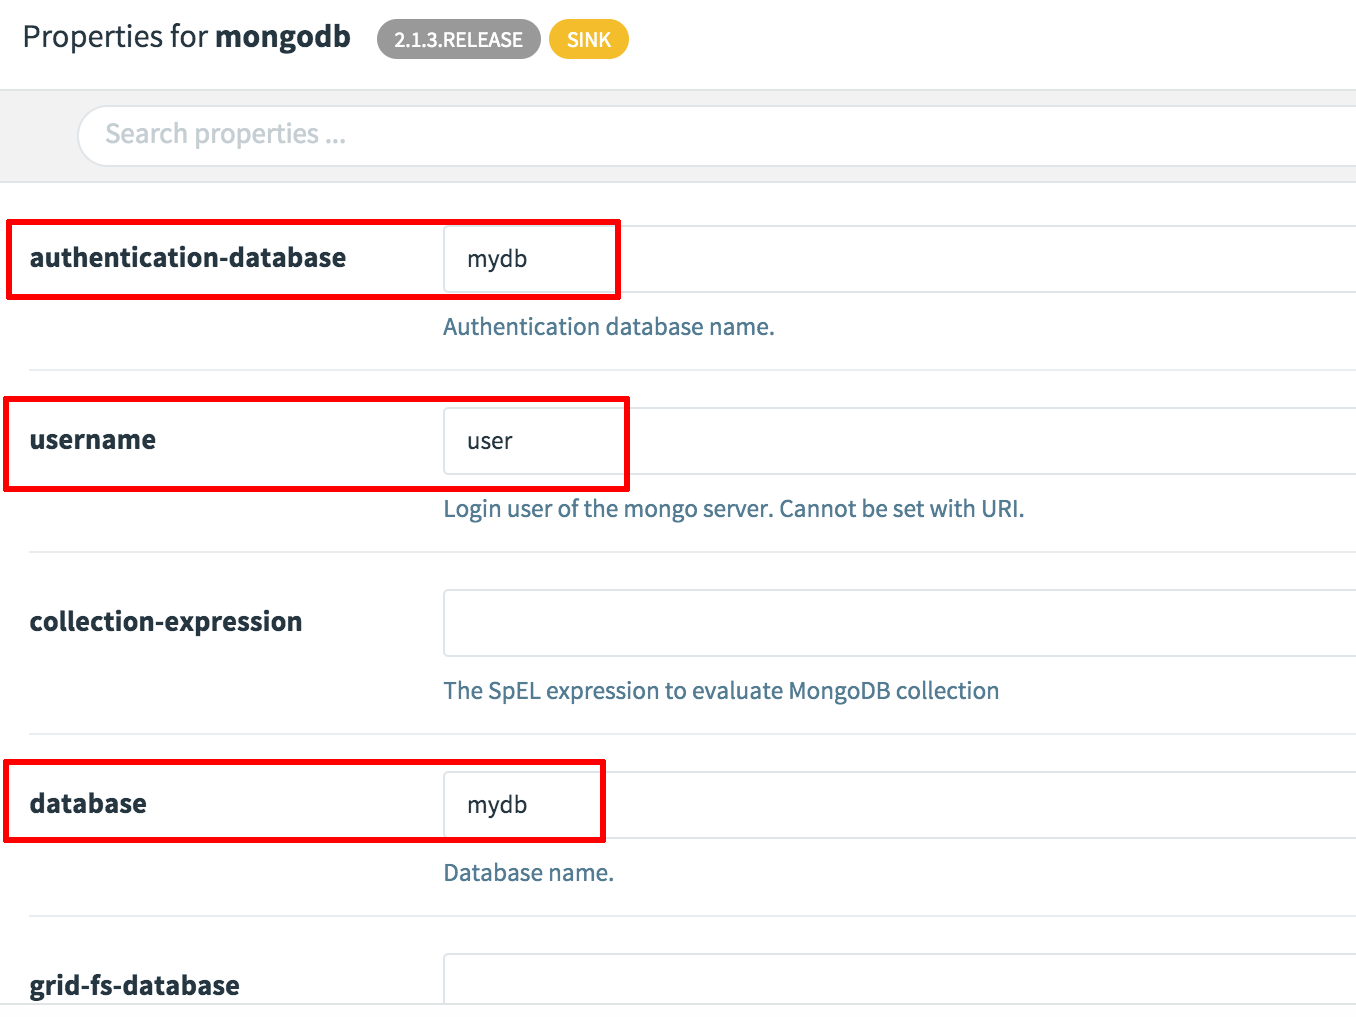 Properties for mongodb 2.1.3.RELEASE SINK
Search properties ...
authentication-database mydb
Authentication database name.
username user
Login user of the mongo server. Cannot be set with URI.
collection-expression
The SpEL expression to evaluate MongoDB collection
database mydb
Database name.
grid-fs-database